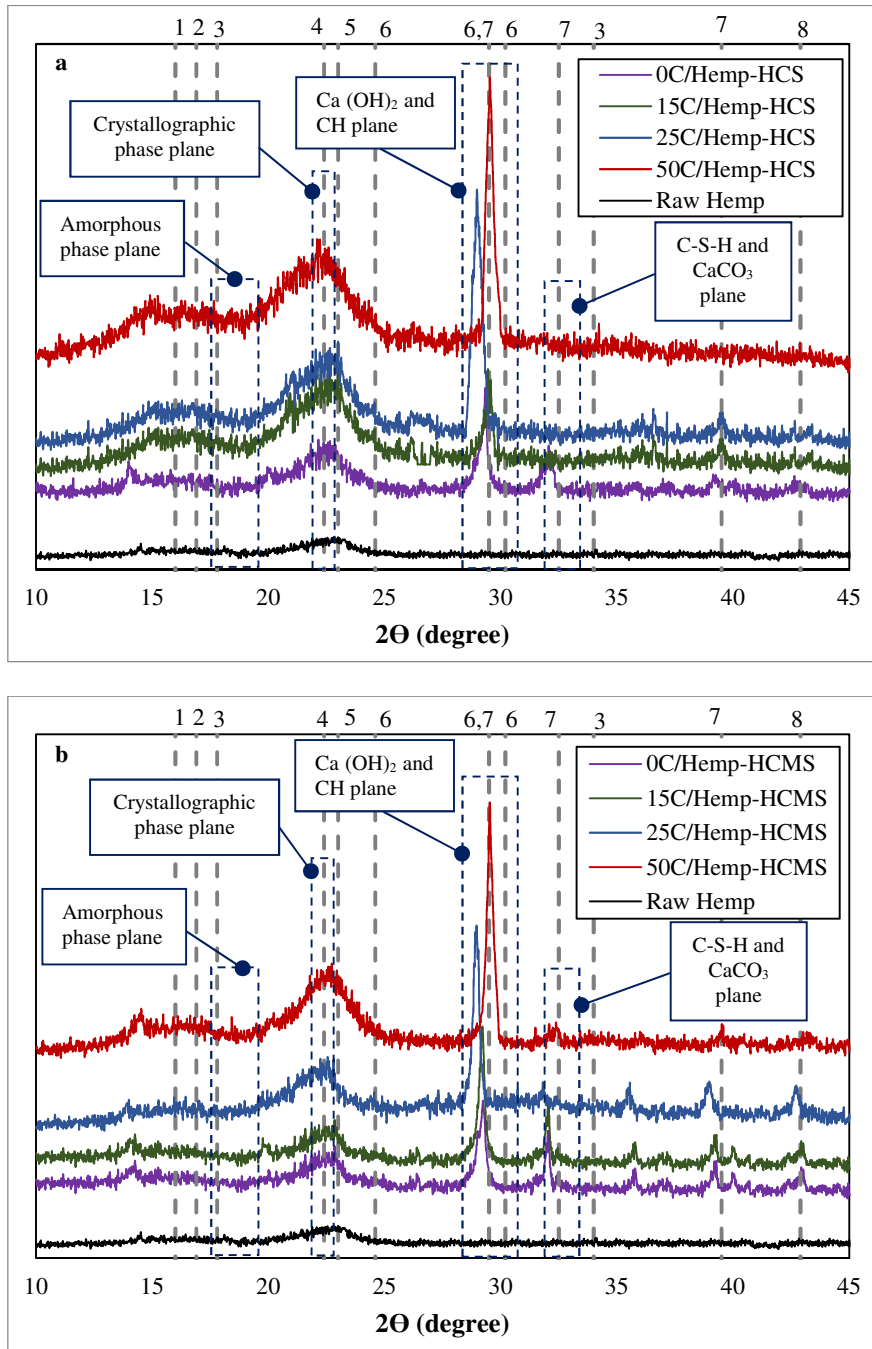 1 2 3 4 5 6 6,7 6 7 3 7 8
a
Ca (OH)₂ and
CH plane
Crystallographic
phase plane
Amorphous
phase plane
0C/Hemp-HCS
15C/Hemp-HCS
25C/Hemp-HCS
50C/Hemp-HCS
Raw Hemp
C-S-H and
CaCO₃
plane
10 15 20 25 30 35 40 45
2Ɵ (degree)
1 2 3 4 5 6 6,7 6 7 3 7 8
b
Ca (OH)₂ and
CH plane
Crystallographic
phase plane
Amorphous
phase plane
0C/Hemp-HCMS
15C/Hemp-HCMS
25C/Hemp-HCMS
50C/Hemp-HCMS
Raw Hemp
C-S-H and
CaCO₃
plane
10 15 20 25 30 35 40 45
2Ɵ (degree)